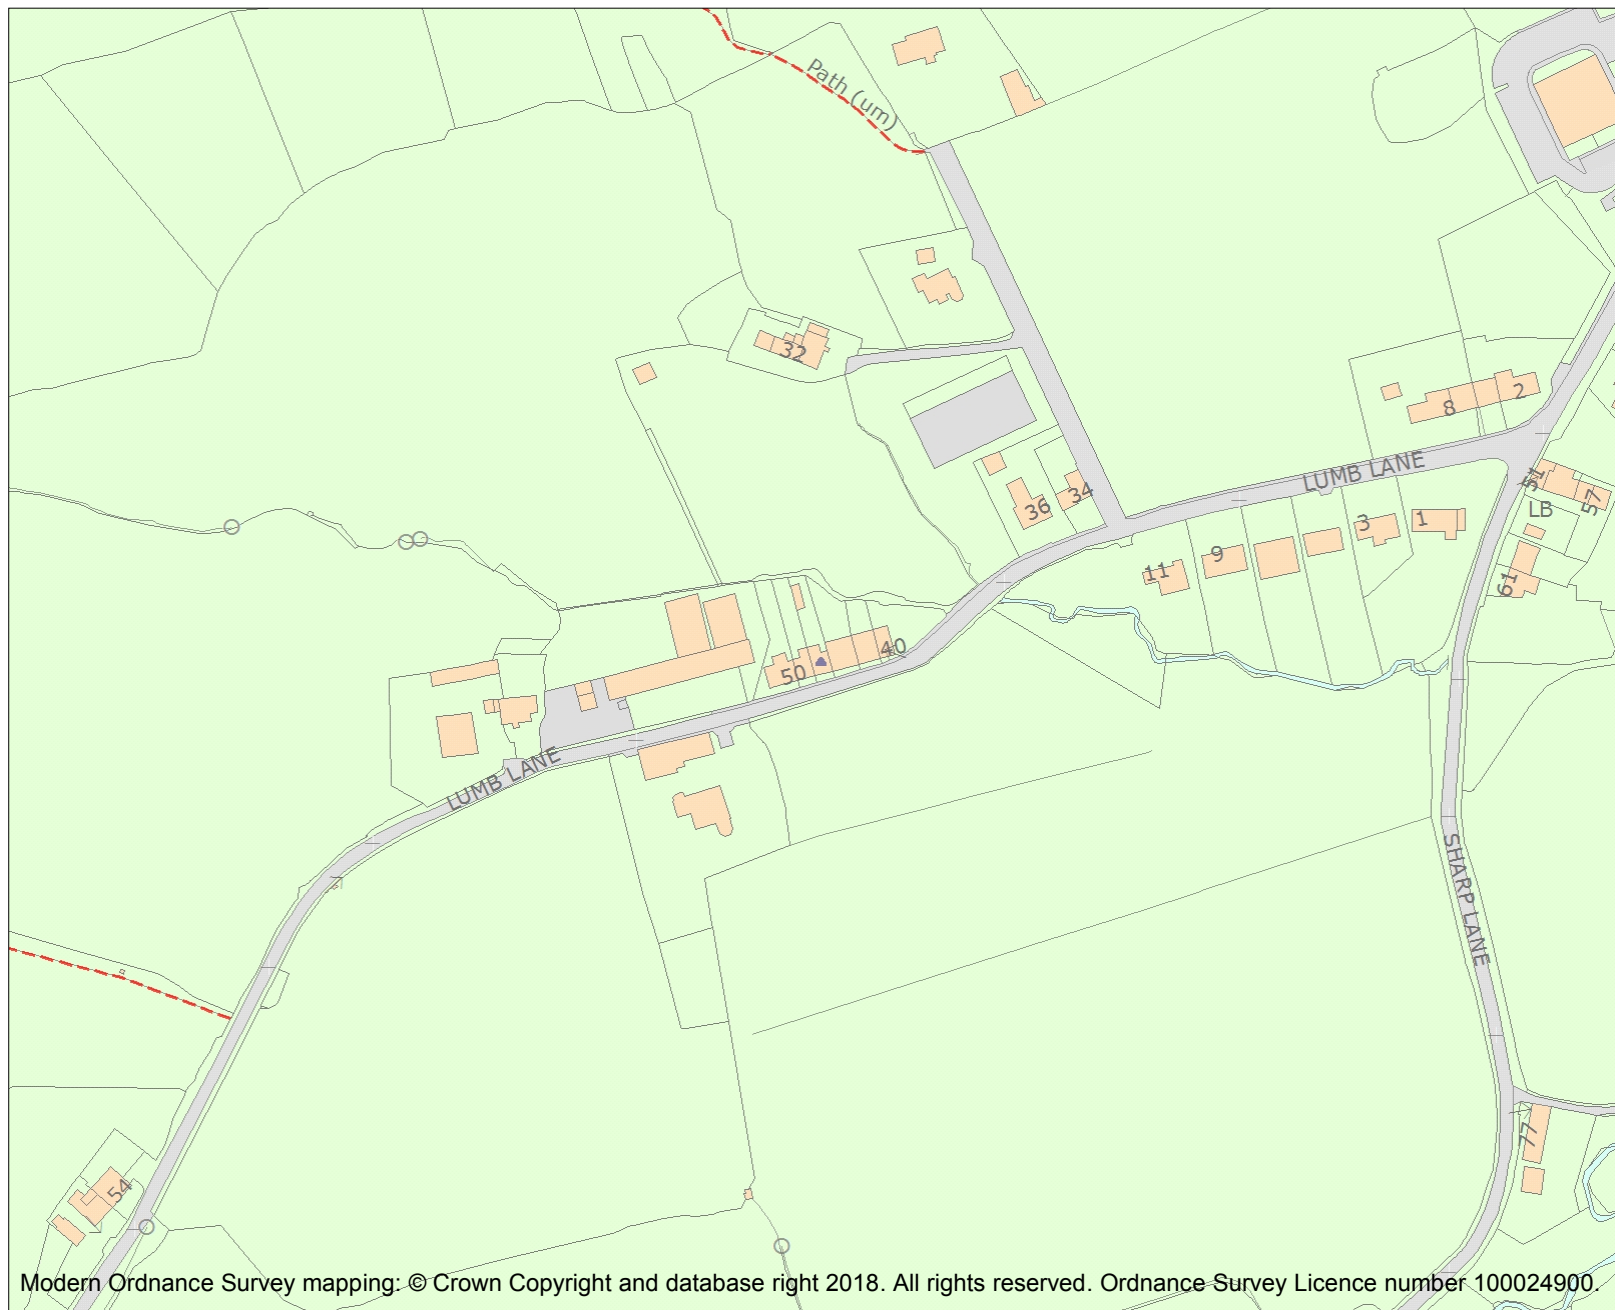 Path (um)
32
2
8
LUMB LANE
51
57
LB
34
36
3
1
9
11
61
40
50
LUMB LANE
SHARP LANE
77
54
Modern Ordnance Survey mapping: © Crown Copyright and database right 2018. All rights reserved. Ordnance Survey Licence number 100024900.